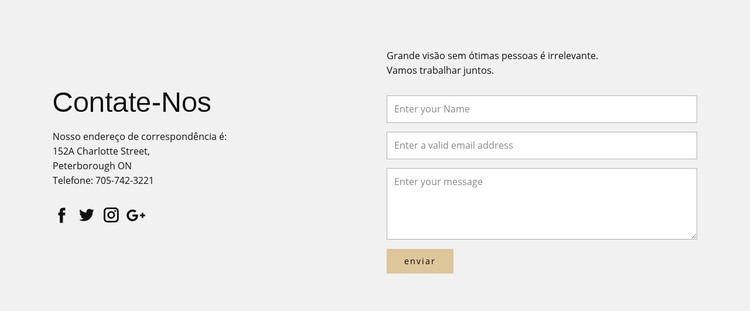 Contate-Nos
Nosso endereço de correspondência é:
152A Charlotte Street,
Peterborough ON
Telefone: 705-742-3221
Grande visão sem ótimas pessoas é irrelevante.
Vamos trabalhar juntos.
Enter your Name
Enter a valid email address
Enter your message
enviar